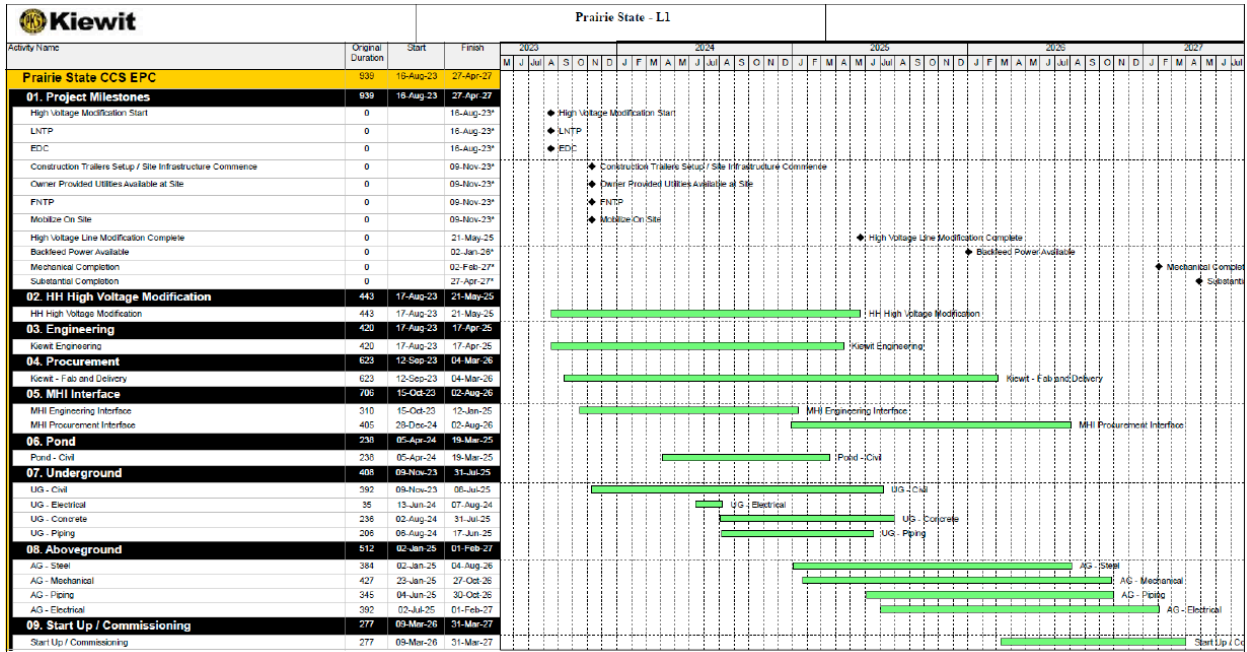 PKS Kiewit
Prairie State - L1
Activity Name Original Duration Start Finish 2023 2024 2025 2026 2027
M J Jul A S O N D J F M A M J Jul A S O N D J F M A M J Jul A S O N D J F M A M J Jul A S O N D J F M A M J Jul
Prairie State CCS EPC 939 16-Aug-23 27-Apr-27
01. Project Milestones 939 16-Aug-23 27-Apr-27
High Voltage Modification Start 0 16-Aug-23* High Voltage Modification Start
LNTP 0 16-Aug-23* LNTP
EDC 0 16-Aug-23* EDC
Construction Trailers Setup / Site Infrastructure Commence 0 09-Nov-23* Construction Trailers Setup / Site Infrastructure Commence
Owner Provided Utilities Available at Site 0 09-Nov-23* Owner Provided Utilities Available at Site
FNTP 0 09-Nov-23* FNTP
Mobilize On Site 0 09-Nov-23* Mobilize On Site
High Voltage Line Modification Complete 0 21-May-25 High Voltage Line Modification Complete
Backfeed Power Available 0 02-Jan-26* Backfeed Power Available
Mechanical Completion 0 02-Feb-27* Mechanical Complet
Substantial Completion 0 27-Apr-27* Substanti
02. HH High Voltage Modification 443 17-Aug-23 21-May-25
HH High Voltage Modification 443 17-Aug-23 21-May-25 HH High Voltage Modification
03. Engineering 420 17-Aug-23 17-Apr-25
Kiewit Engineering 420 17-Aug-23 17-Apr-25 Kiewit Engineering
04. Procurement 623 12-Sep-23 04-Mar-26
Kiewit - Fab and Delivery 623 12-Sep-23 04-Mar-26 Kiewit - Fab and Delivery
05. MHI Interface 706 15-Oct-23 02-Aug-26
MHI Engineering Interface 310 15-Oct-23 12-Jan-25 MHI Engineering Interface
MHI Procurement Interface 405 28-Dec-24 02-Aug-26 MHI Procurement Interface
06. Pond 238 05-Apr-24 19-Mar-25
Pond - Civil 238 05-Apr-24 19-Mar-25 Pond - Civil
07. Underground 408 09-Nov-23 31-Jul-25
UG - Civil 392 09-Nov-23 08-Jul-25 UG - Civil
UG - Electrical 35 13-Jun-24 07-Aug-24 UG - Electrical
UG - Concrete 236 02-Aug-24 31-Jul-25 UG - Concrete
UG - Piping 206 06-Aug-24 17-Jun-25 UG - Piping
08. Aboveground 512 02-Jan-25 01-Feb-27
AG - Steel 384 02-Jan-25 04-Aug-26 AG - Steel
AG - Mechanical 427 23-Jan-25 27-Oct-26 AG - Mechanical
AG - Piping 345 04-Jun-25 30-Oct-26 AG - Piping
AG - Electrical 392 02-Jul-25 01-Feb-27 AG - Electrical
09. Start Up / Commissioning 277 09-Mar-26 31-Mar-27
Start Up / Commissioning 277 09-Mar-26 31-Mar-27 Start Up / Co